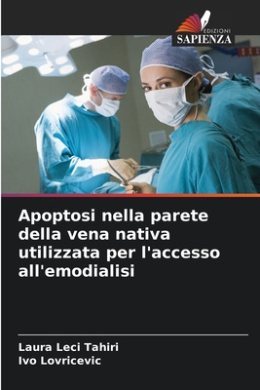 EDIZIONI
SAPIENZA
Apoptosi nella parete
della vena nativa
utilizzata per l'accesso
all'emodialisi
Laura Leci Tahiri
Ivo Lovricevic